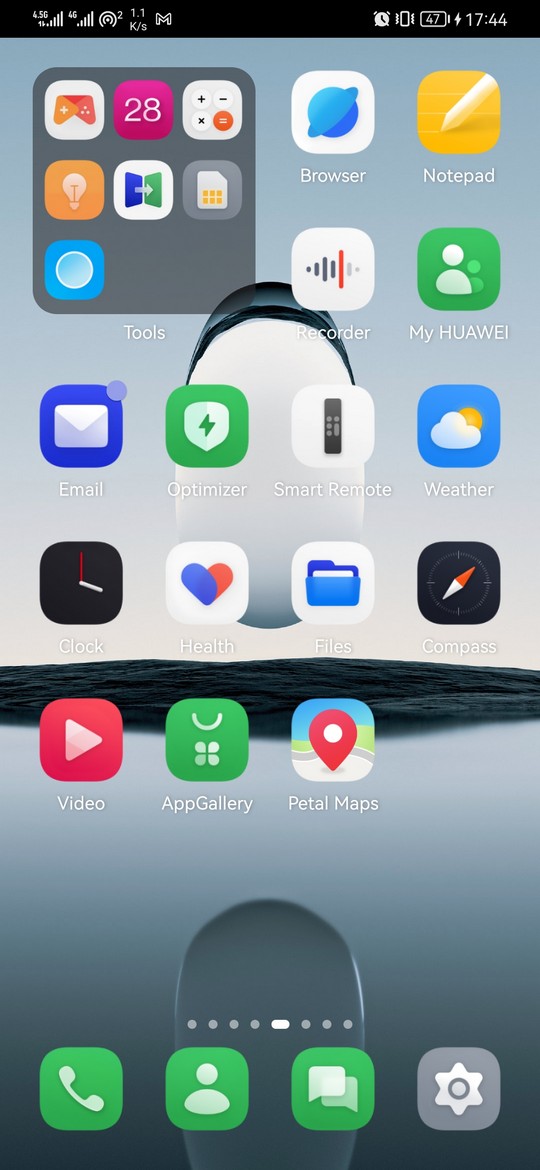 4.5G 4G 2 1.1 K/s 47 17:44
28
Browser Notepad
Tools Recorder My HUAWEI
Email Optimizer Smart Remote Weather
Clock Health Files Compass
Video AppGallery Petal Maps